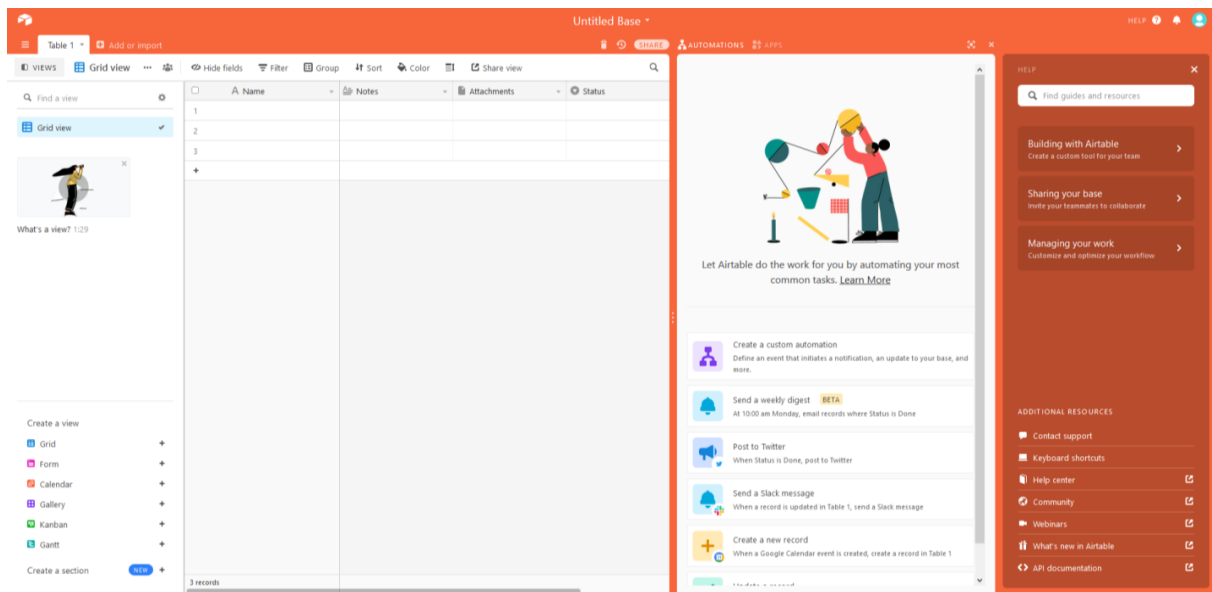 Untitled Base
HELP
Table 1
Add or import
SHARE
AUTOMATIONS
APPS
VIEWS
Grid view
Hide fields
Filter
Group
Sort
Color
Share view
Find a view
Grid view
What's a view? 1:29
Create a view
Grid
Form
Calendar
Gallery
Kanban
Gantt
Create a section
NEW
A Name
Notes
Attachments
Status
1
2
3
3 records
Let Airtable do the work for you by automating your most
common tasks. Learn More
Create a custom automation
Define an event that initiates a notification, an update to your base, and
more.
Send a weekly digest BETA
At 10:00 am Monday, email records where Status is Done
Post to Twitter
When Status is Done, post to Twitter
Send a Slack message
When a record is updated in Table 1, send a Slack message
Create a new record
When a Google Calendar event is created, create a record in Table 1
Update a record
HELP
Find guides and resources
Building with Airtable
Create a custom tool for your team
Sharing your base
Invite your teammates to collaborate
Managing your work
Customize and optimize your workflow
ADDITIONAL RESOURCES
Contact support
Keyboard shortcuts
Help center
Community
Webinars
What's new in Airtable
API documentation